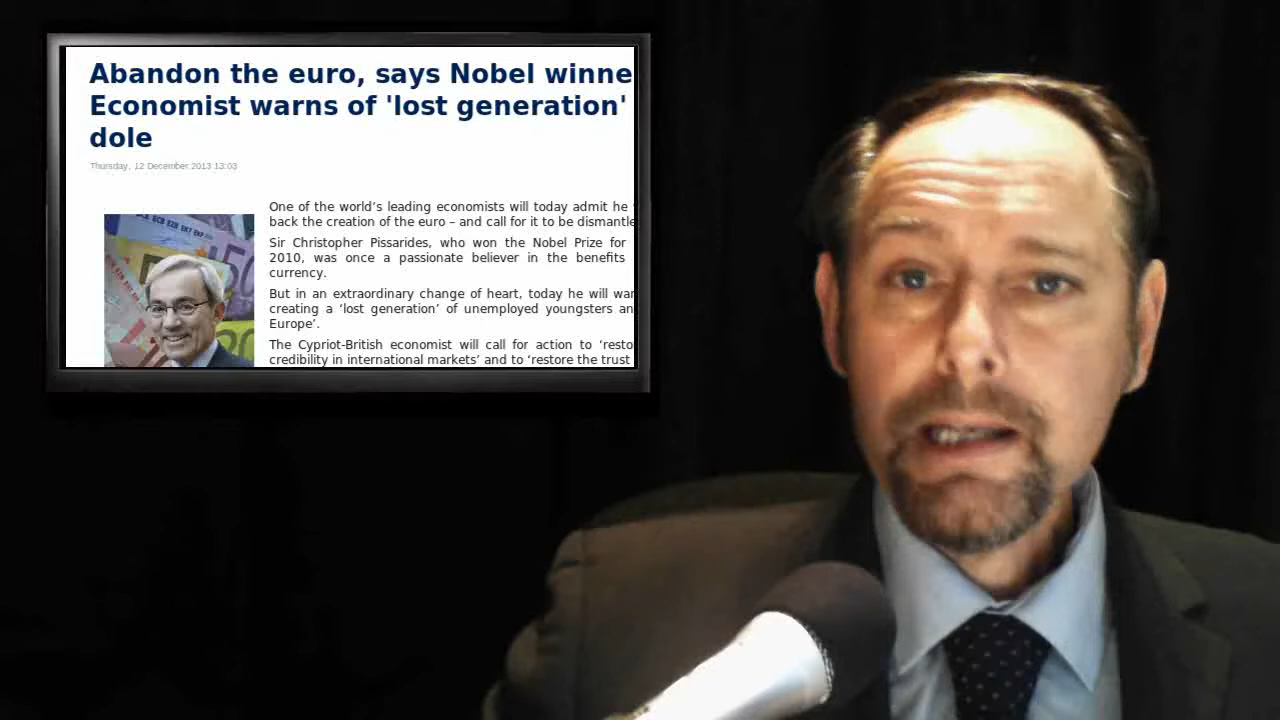 Abandon the euro, says Nobel winne
Economist warns of 'lost generation'
dole
Thursday, 12 December 2013 13:03
One of the world's leading economists will today admit he
back the creation of the euro – and call for it to be dismantle
Sir Christopher Pissarides, who won the Nobel Prize for
2010, was once a passionate believer in the benefits
currency.
But in an extraordinary change of heart, today he will war
creating a 'lost generation' of unemployed youngsters an
Europe'.
The Cypriot-British economist will call for action to 'resto
credibility in international markets' and to 'restore the trust